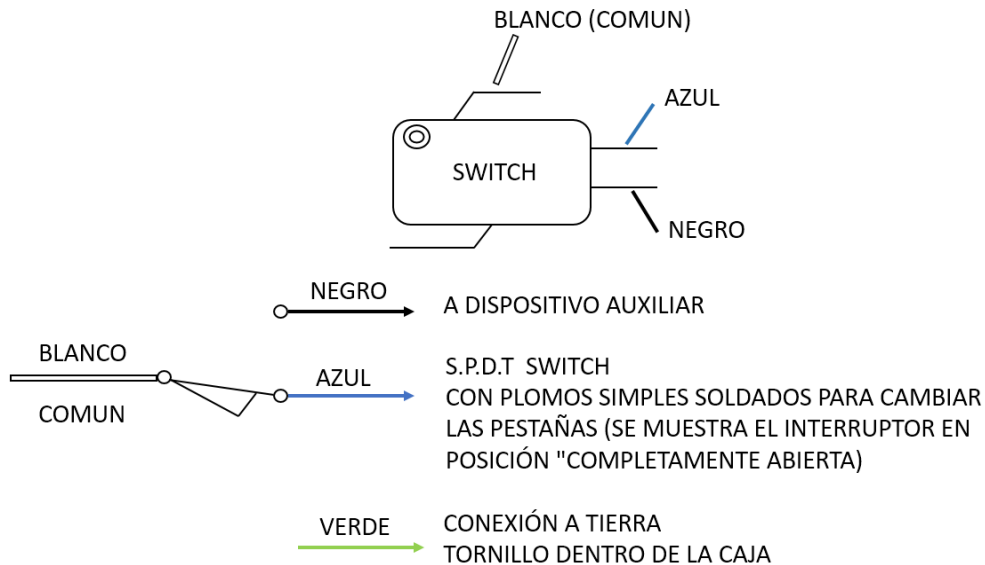 BLANCO (COMUN)
AZUL
SWITCH
NEGRO
NEGRO
A DISPOSITIVO AUXILIAR
BLANCO
COMUN
AZUL
S.P.D.T SWITCH
CON PLOMOS SIMPLES SOLDADOS PARA CAMBIAR
LAS PESTAÑAS (SE MUESTRA EL INTERRUPTOR EN
POSICIÓN "COMPLETAMENTE ABIERTA)
VERDE
CONEXIÓN A TIERRA
TORNILLO DENTRO DE LA CAJA